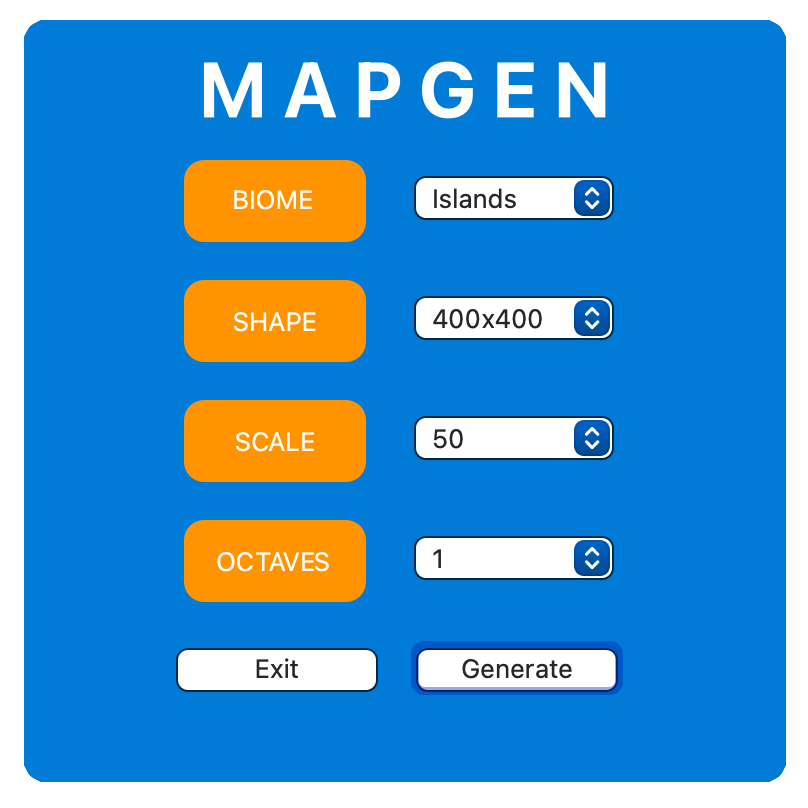 MAPGEN
BIOME Islands
SHAPE 400x400
SCALE 50
OCTAVES 1
Exit Generate